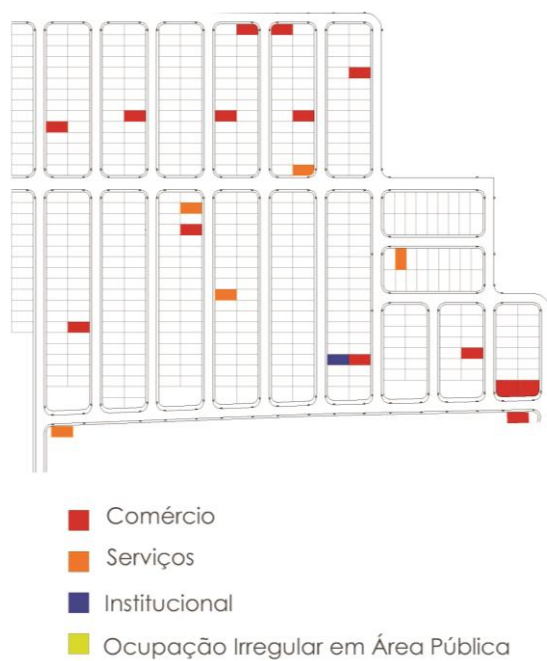 Comércio
Serviços
Institucional
Ocupação Irregular em Área Pública